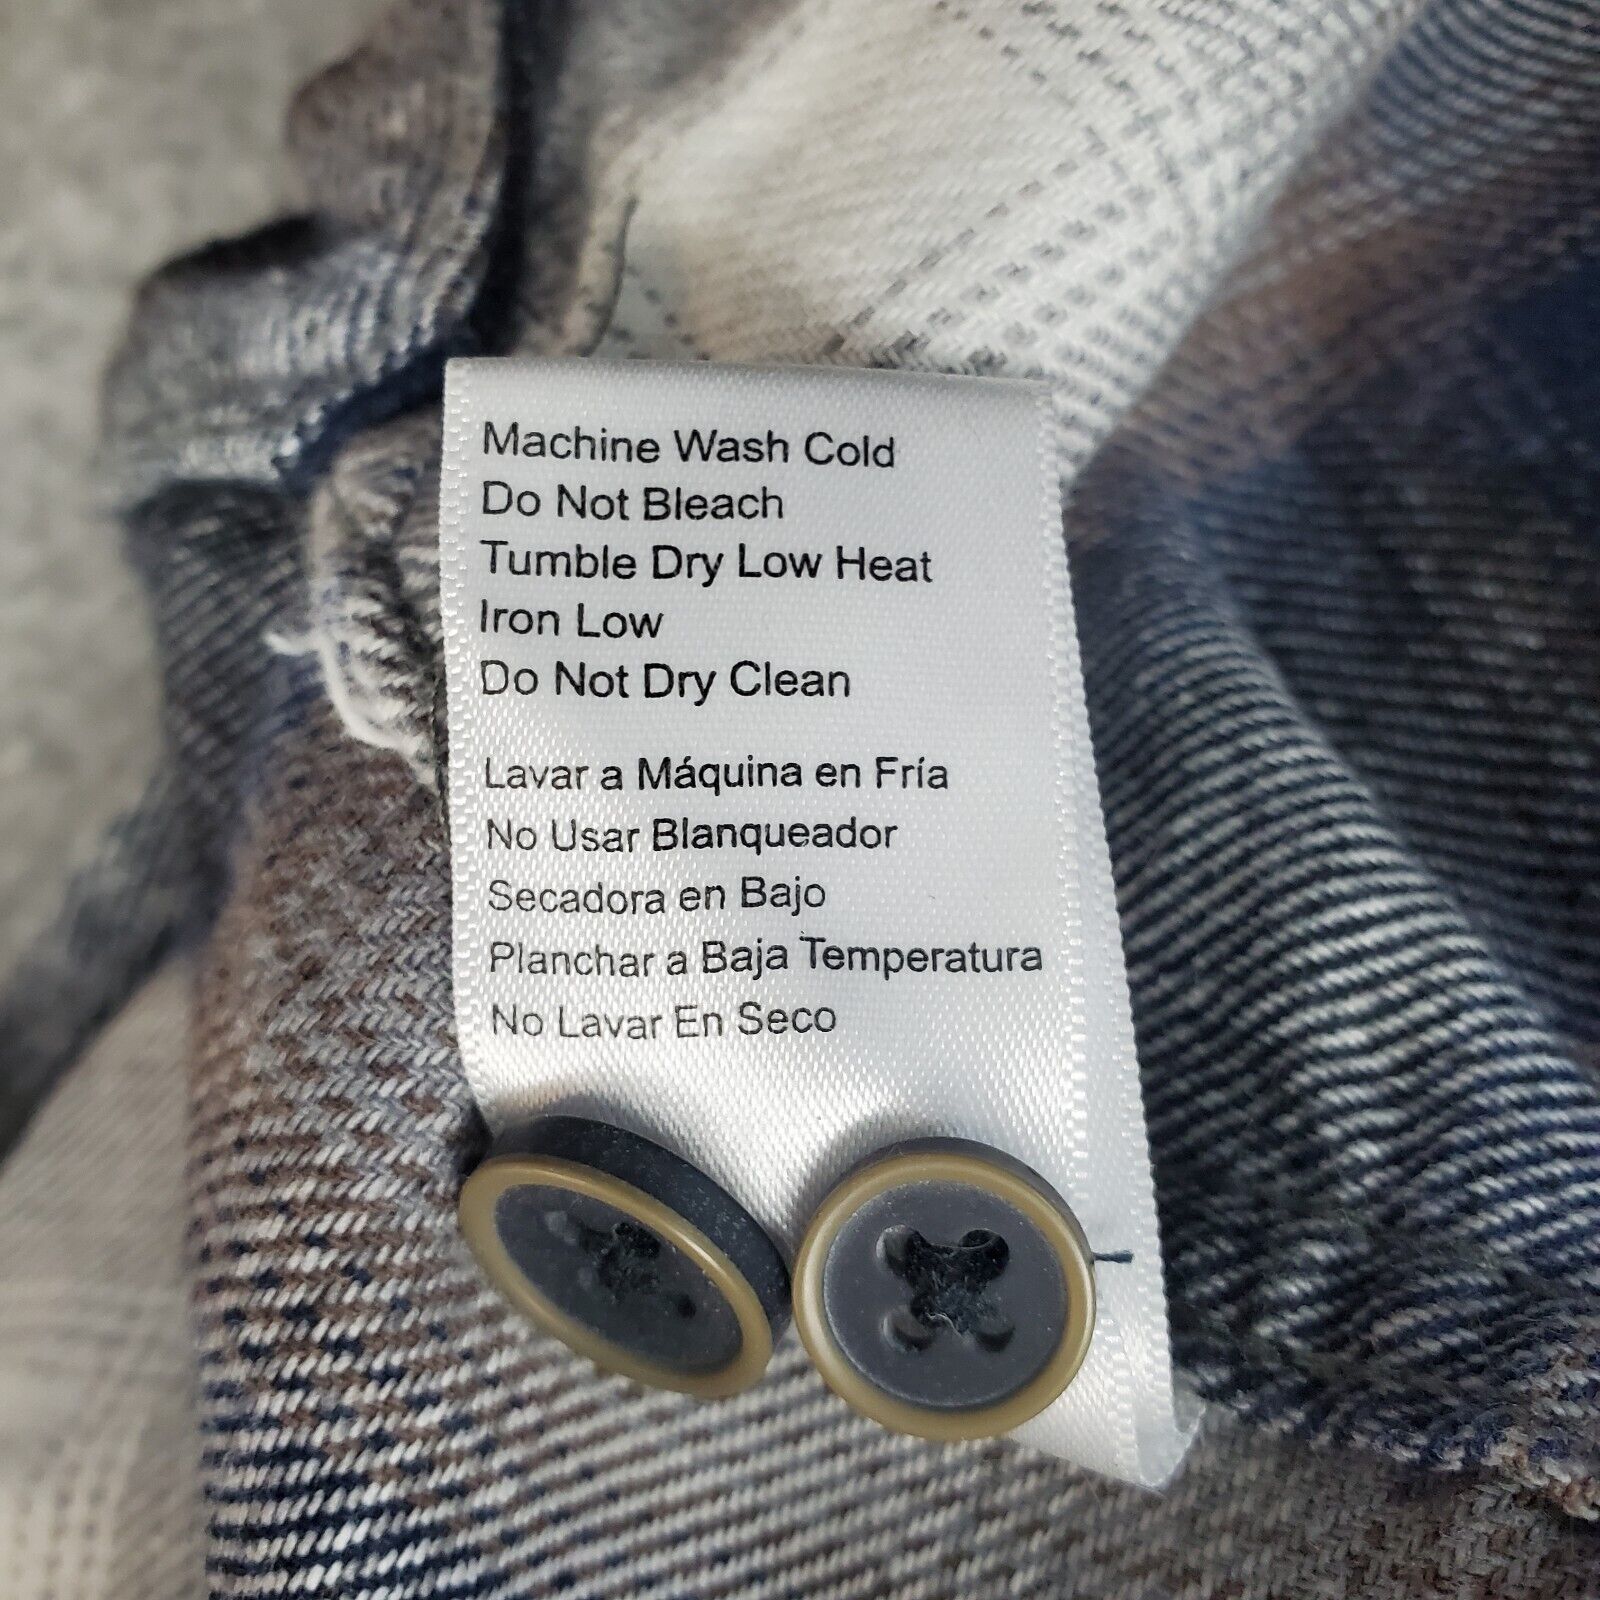 Machine Wash Cold
Do Not Bleach
Tumble Dry Low Heat
Iron Low
Do Not Dry Clean
Lavar a Máquina en Fría
No Usar Blanqueador
Secadora en Bajo
Planchar a Baja Temperatura
No Lavar En Seco